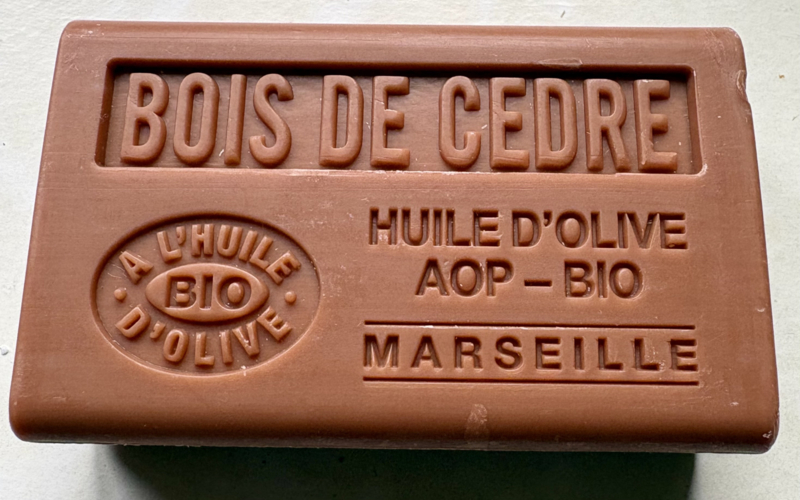 BOIS DE CEDRE
A L'HUILE
BIO
D'OLIVE
HUILE D'OLIVE
AOP – BIO
MARSEILLE